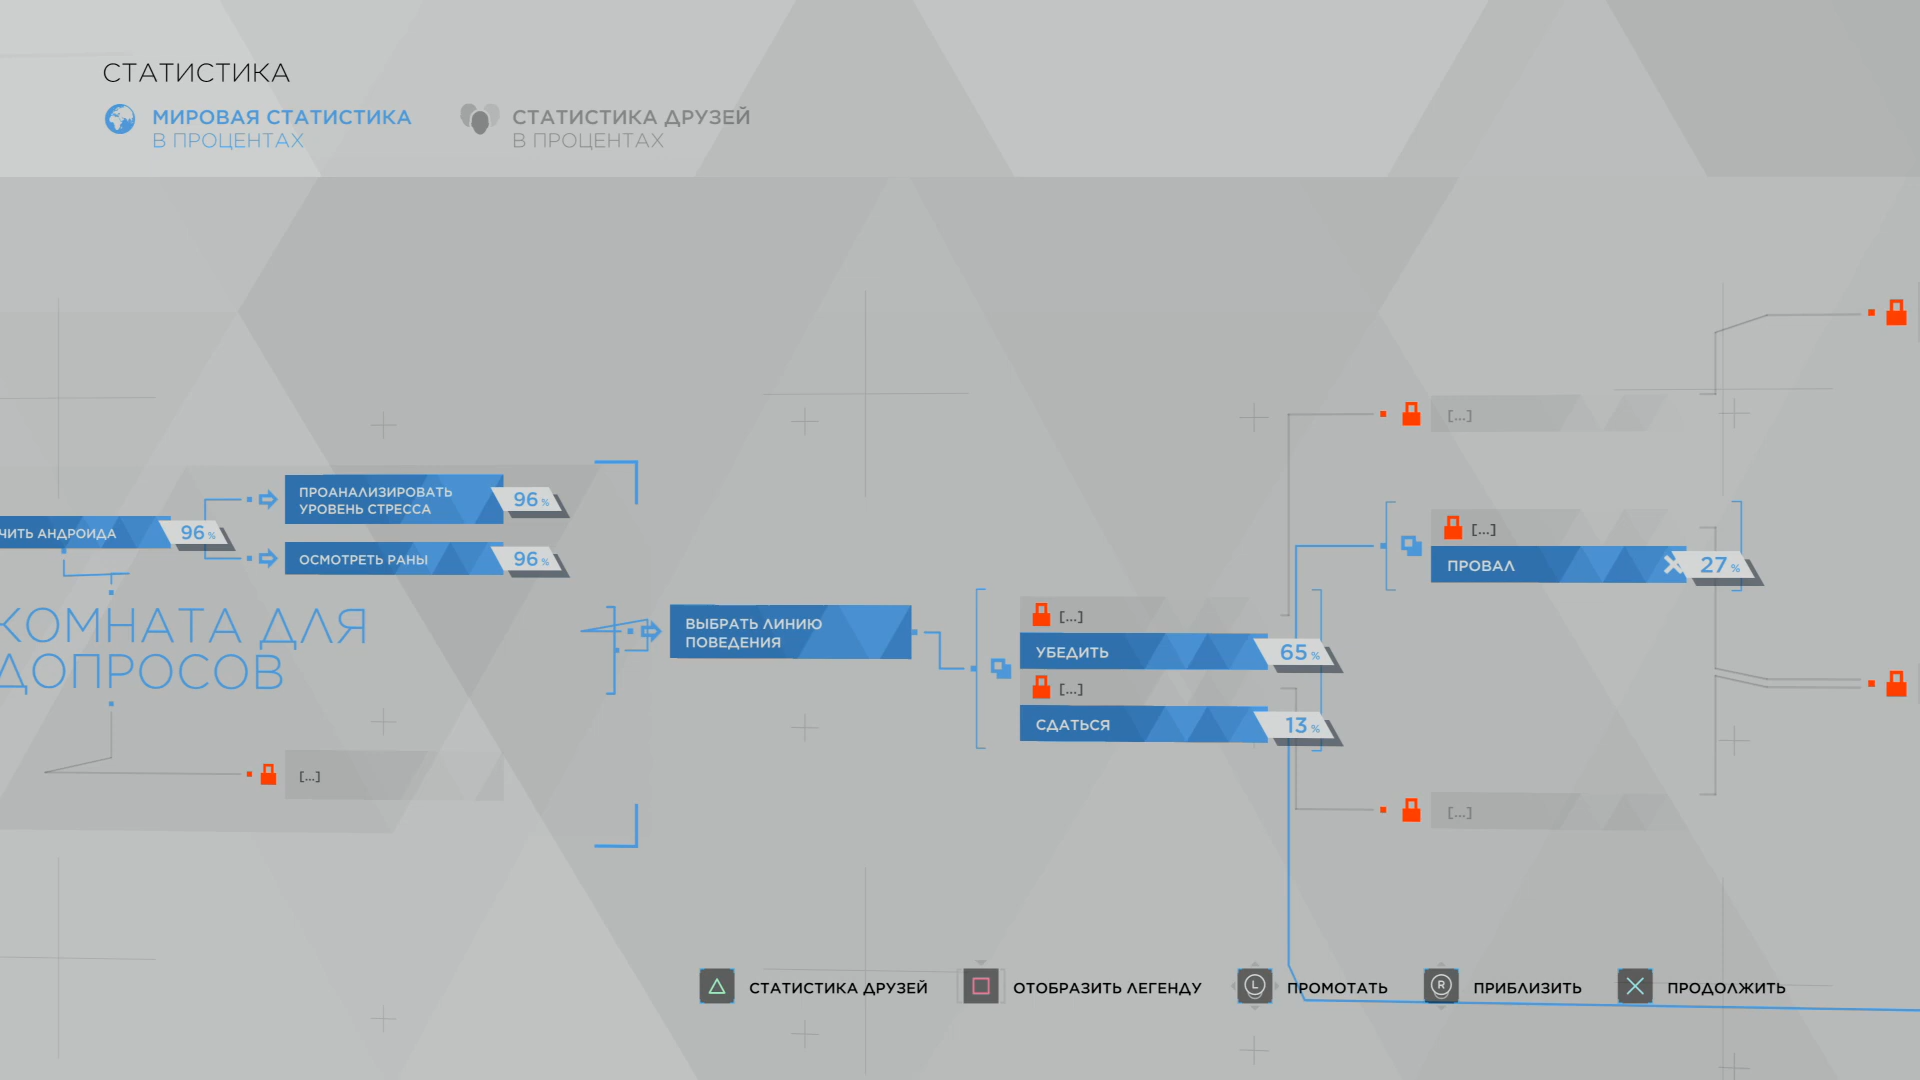 СТАТИСТИКА
МИРОВАЯ СТАТИСТИКА
В ПРОЦЕНТАХ
СТАТИСТИКА ДРУЗЕЙ
В ПРОЦЕНТАХ
[...]
ПРОАНАЛИЗИРОВАТЬ
УРОВЕНЬ СТРЕССА
96 %
ЧИТЬ АНДРОИДА
96 %
ОСМОТРЕТЬ РАНЫ
96 %
[...]
ПРОВАЛ
27 %
КОМНАТА ДЛЯ
ДОПРОСОВ
ВЫБРАТЬ ЛИНИЮ
ПОВЕДЕНИЯ
[...]
УБЕДИТЬ
65 %
[...]
СДАТЬСЯ
13 %
[...]
[...]
СТАТИСТИКА ДРУЗЕЙ
ОТОБРАЗИТЬ ЛЕГЕНДУ
L
ПРОМОТАТЬ
R
ПРИБЛИЗИТЬ
ПРОДОЛЖИТЬ